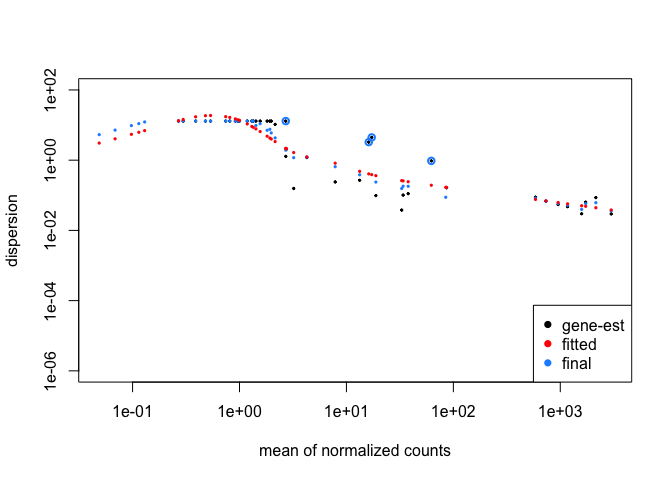 1e+02
1e+00
1e-02
1e-04
1e-06
dispersion
gene-est
fitted
final
1e-01 1e+00 1e+01 1e+02 1e+03
mean of normalized counts